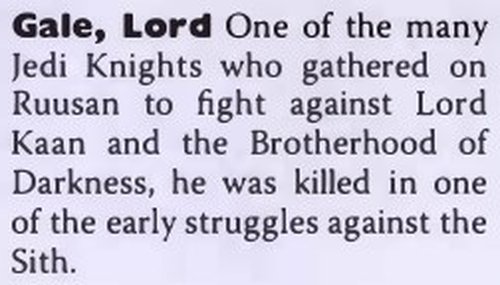 Gale, Lord One of the many
Jedi Knights who gathered on
Ruusan to fight against Lord
Kaan and the Brotherhood of
Darkness, he was killed in one
of the early struggles against the
Sith.